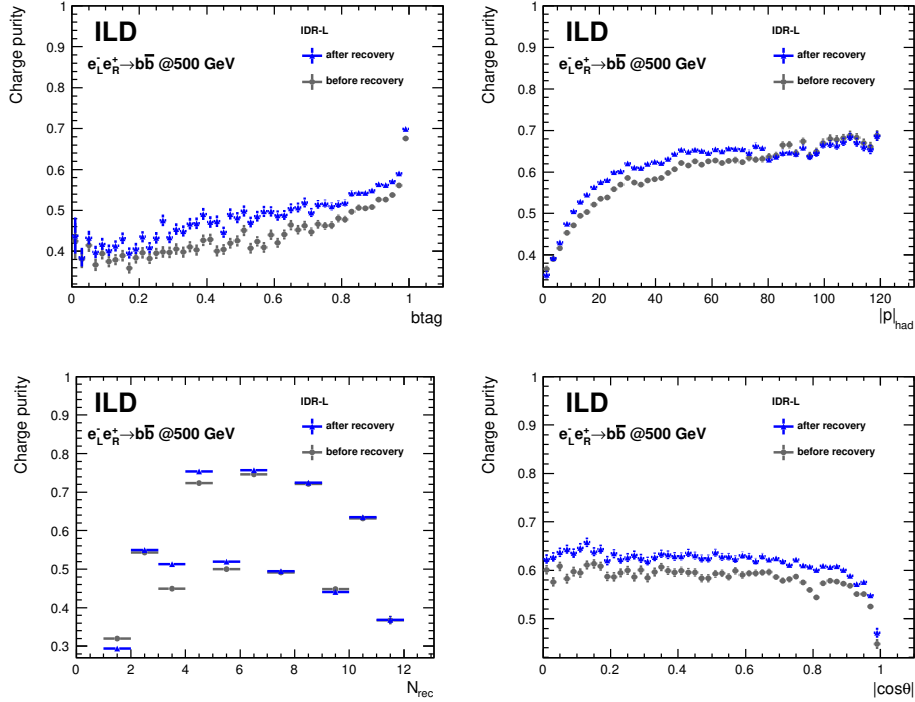 Charge purity
1
0.9
0.8
0.7
0.6
0.5
0.4
ILD
e⁻_L e⁺_R→bb̄ @500 GeV
IDR-L
after recovery
before recovery
0 0.2 0.4 0.6 0.8 1
btag
Charge purity
1
0.9
0.8
0.7
0.6
0.5
0.4
ILD
e⁻_L e⁺_R→bb̄ @500 GeV
IDR-L
after recovery
before recovery
0 20 40 60 80 100 120
|p|_had
Charge purity
1
0.9
0.8
0.7
0.6
0.5
0.4
0.3
ILD
e⁻_L e⁺_R→bb̄ @500 GeV
IDR-L
after recovery
before recovery
0 2 4 6 8 10 12
N_rec
Charge purity
1
0.9
0.8
0.7
0.6
0.5
ILD
e⁻_L e⁺_R→bb̄ @500 GeV
IDR-L
after recovery
before recovery
0 0.2 0.4 0.6 0.8 1
|cosθ|